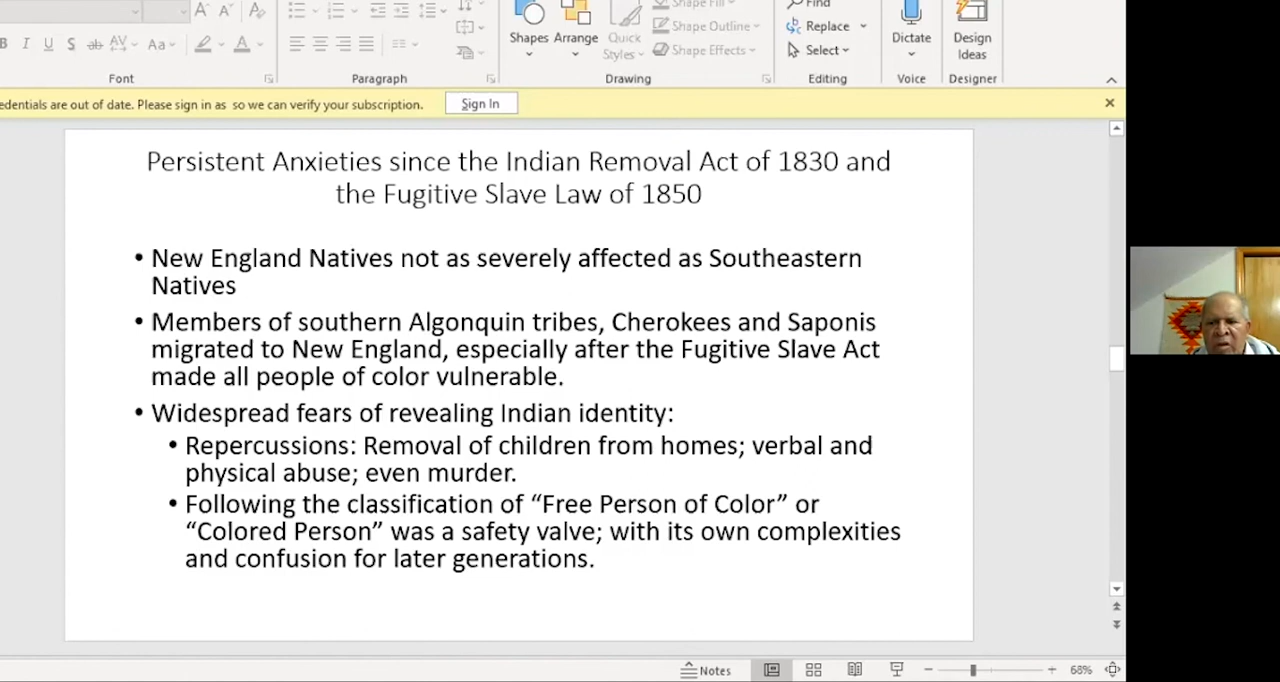 Find
Shape Fill
B I U S ab AV Aa A
Shapes Arrange Quick Styles
Shape Outline
Shape Effects
Replace
Select
Dictate
Design Ideas
Font Paragraph Drawing Editing Voice Designer
edentials are out of date. Please sign in as so we can verify your subscription. Sign In
Persistent Anxieties since the Indian Removal Act of 1830 and
the Fugitive Slave Law of 1850
• New England Natives not as severely affected as Southeastern
Natives
• Members of southern Algonquin tribes, Cherokees and Saponis
migrated to New England, especially after the Fugitive Slave Act
made all people of color vulnerable.
• Widespread fears of revealing Indian identity:
• Repercussions: Removal of children from homes; verbal and
physical abuse; even murder.
• Following the classification of “Free Person of Color” or
“Colored Person” was a safety valve; with its own complexities
and confusion for later generations.
Notes 68%